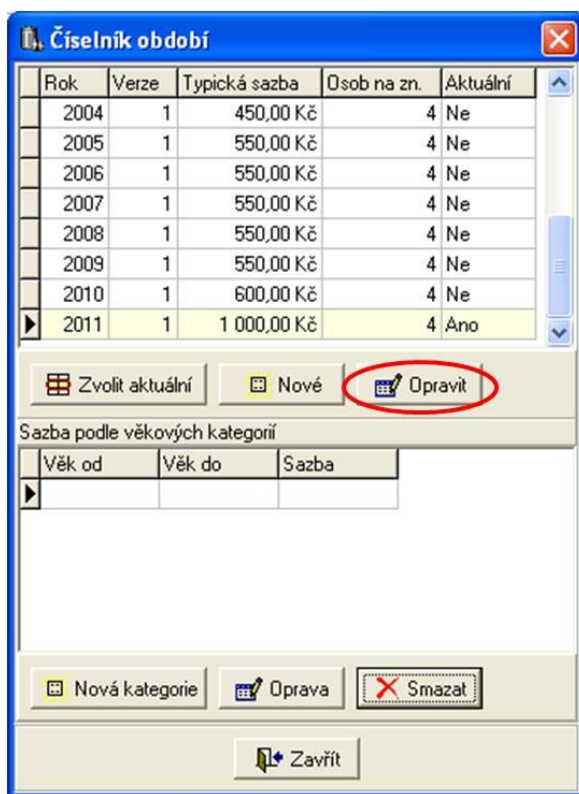 Číselník období
Rok Verze Typická sazba Osob na zn. Aktuální
2004 1 450,00 Kč 4 Ne
2005 1 550,00 Kč 4 Ne
2006 1 550,00 Kč 4 Ne
2007 1 550,00 Kč 4 Ne
2008 1 550,00 Kč 4 Ne
2009 1 550,00 Kč 4 Ne
2010 1 600,00 Kč 4 Ne
2011 1 1 000,00 Kč 4 Ano
Zvolit aktuální Nové Opravit
Sazba podle věkových kategorií
Věk od Věk do Sazba
Nová kategorie Oprava Smazat
Zavřít